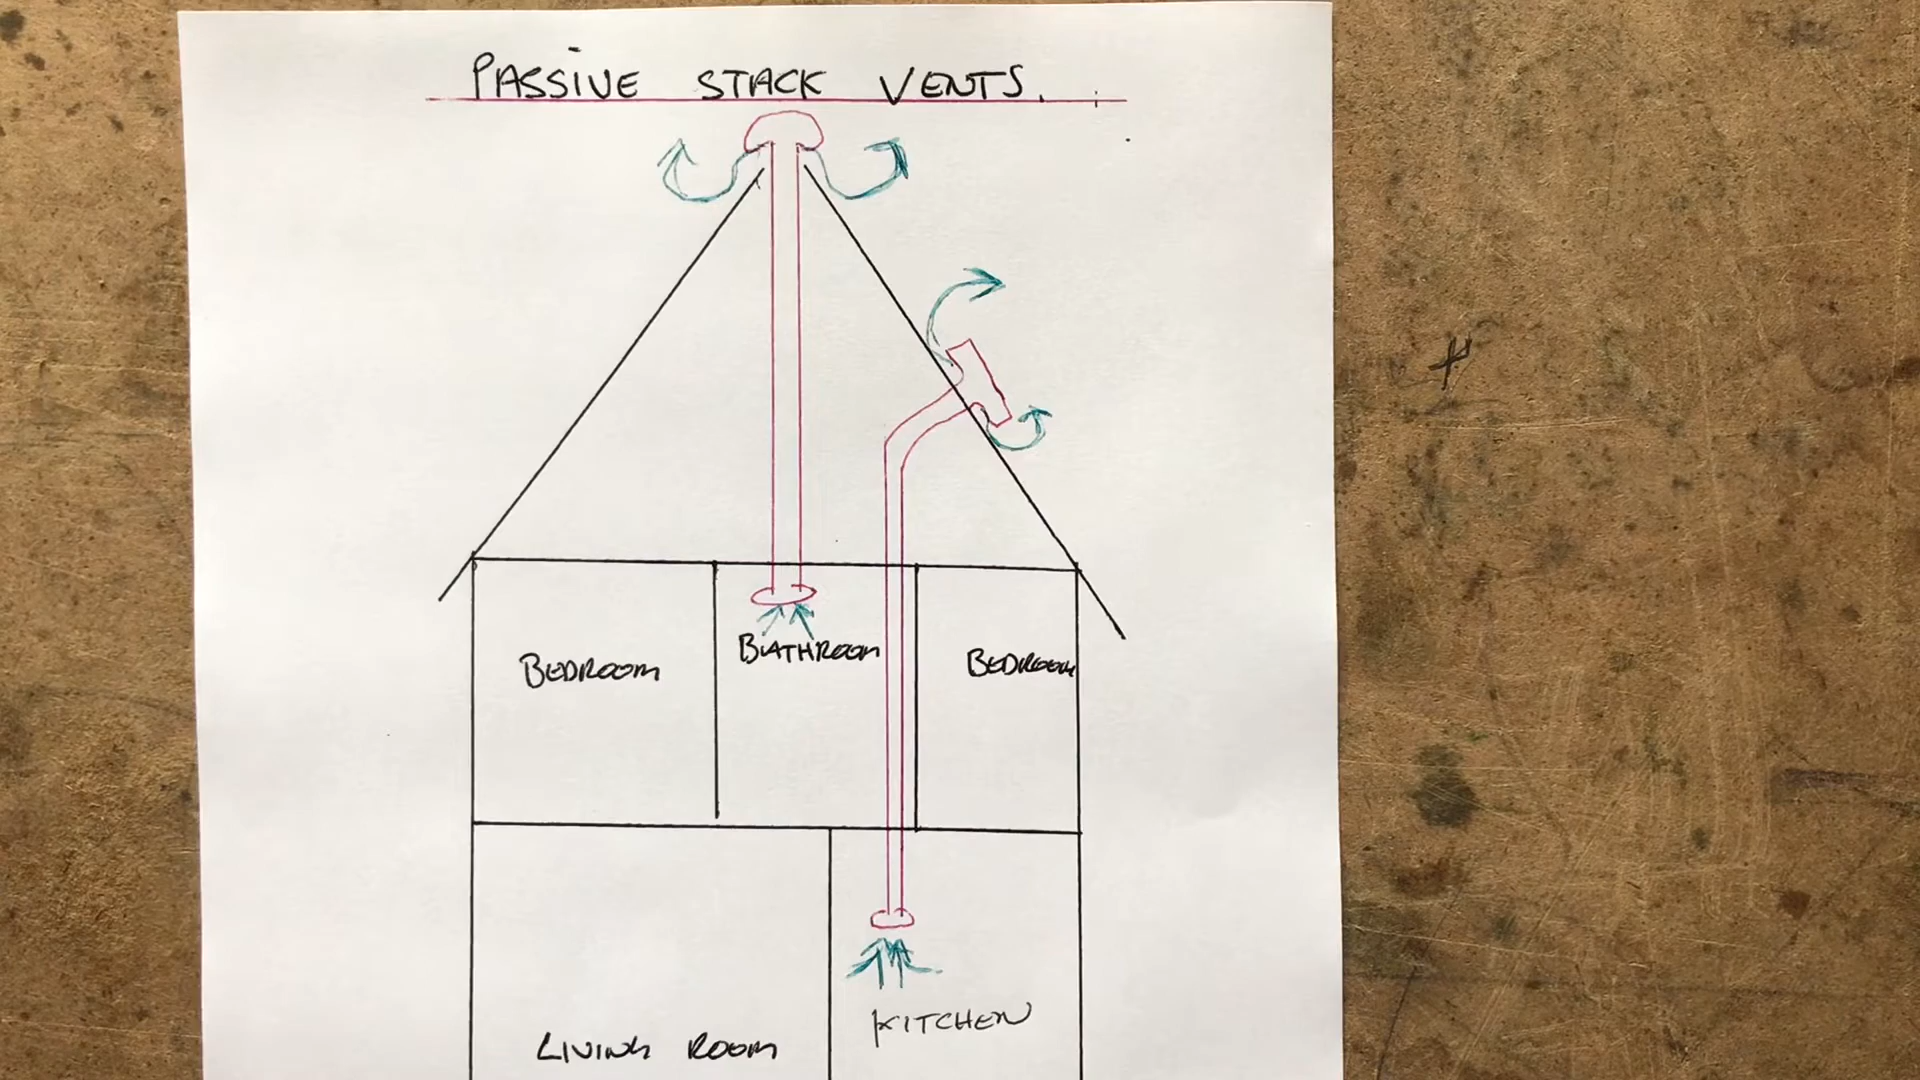 PASSIVE STACK VENTS.
BEDROOM
BATHROOM
BEDROOM
KITCHEN
LIVING ROOM